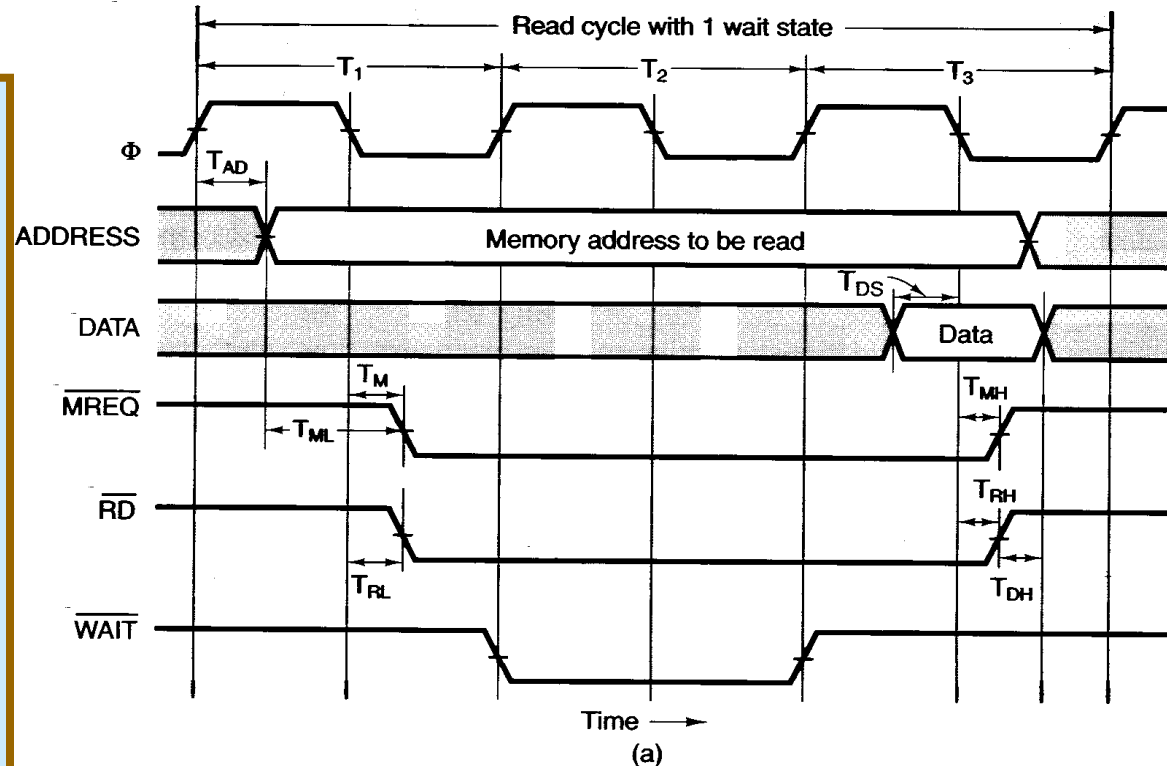 Read cycle with 1 wait state
T1 T2 T3
Φ
TAD
ADDRESS Memory address to be read
TDS
DATA Data
TM TMH
MREQ
TML
TRH
RD
TRL TDH
WAIT
Time
(a)